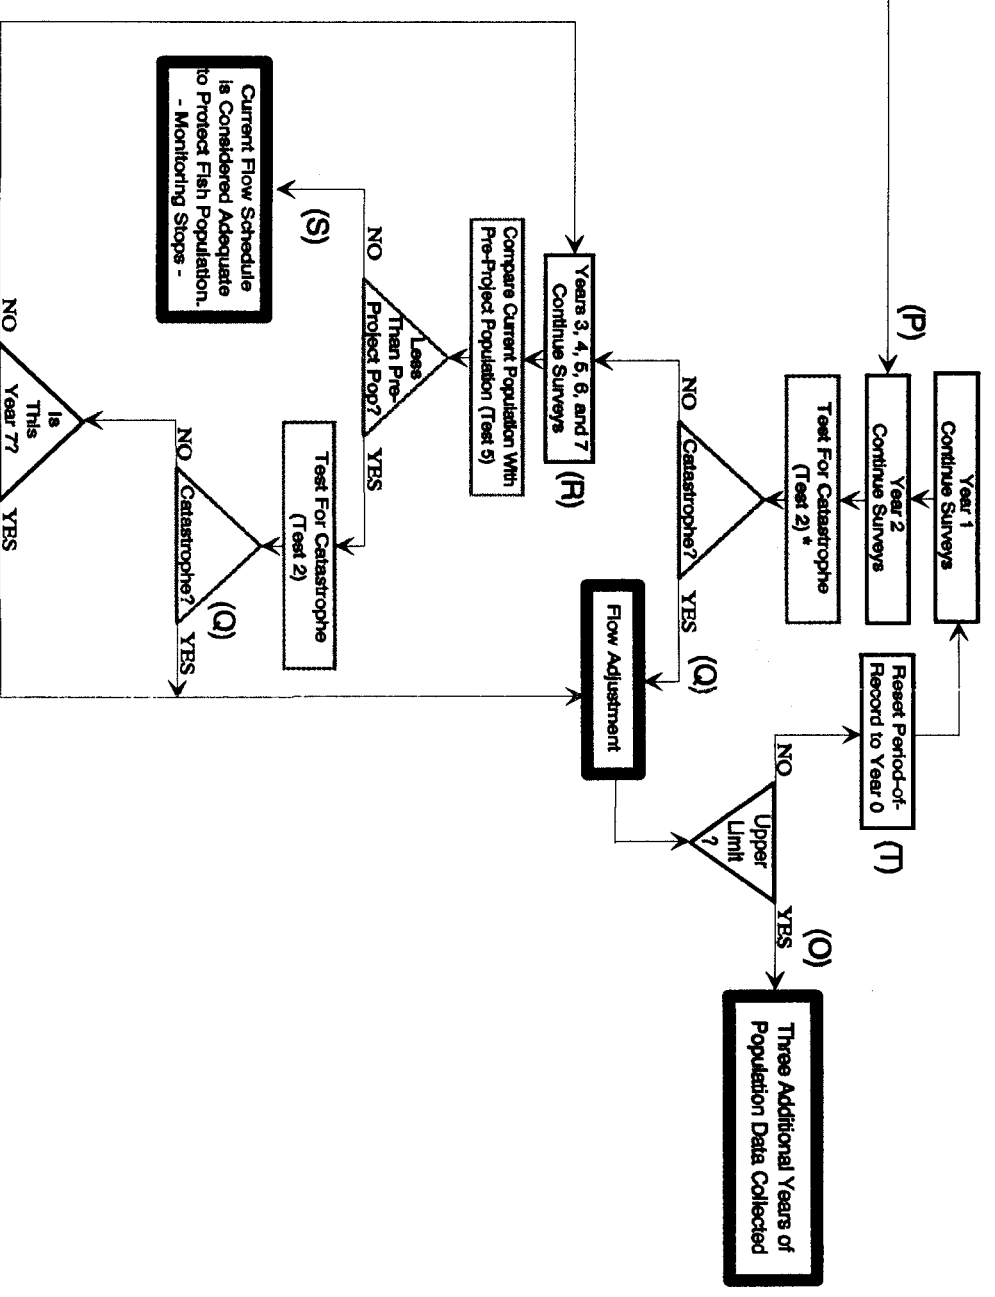 Year 1
Continue Surveys
(P)
Year 2
Continue Surveys
Reset Period-of-
Record to Year 0
(T)
Test For Catastrophe
(Test 2) *
NO
Catastrophe?
YES
(Q)
NO
Upper
Limit
?
YES
(O)
Three Additional Years of
Population Data Collected
Flow Adjustment
Years 3, 4, 5, 6, and 7
Continue Surveys
(R)
Compare Current Population With
Pre-Project Population (Test 5)
NO
Less
Than Pre-
Project Pop?
YES
(S)
Current Flow Schedule
is Considered Adequate
to Protect Fish Population.
- Monitoring Stops -
Test For Catastrophe
(Test 2)
NO
Catastrophe?
YES
(Q)
NO
Is
This
Year 7?
YES